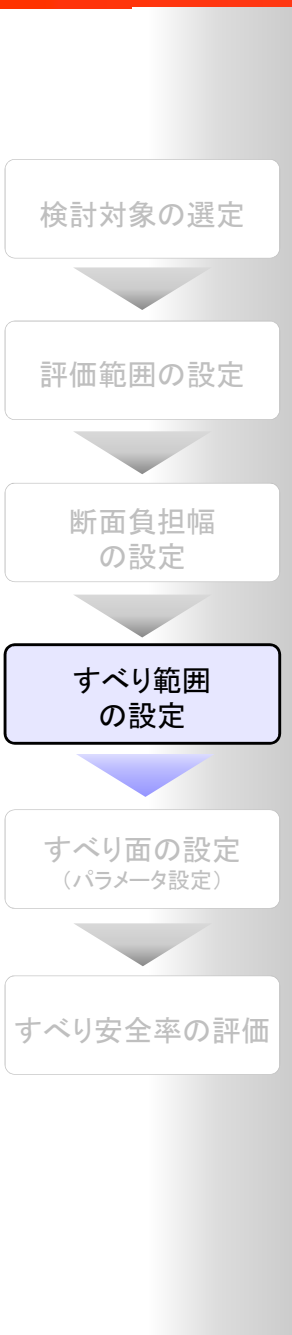 検討対象の選定
評価範囲の設定
断面負担幅
の設定
すべり範囲
の設定
すべり面の設定
（パラメータ設定）
すべり安全率の評価